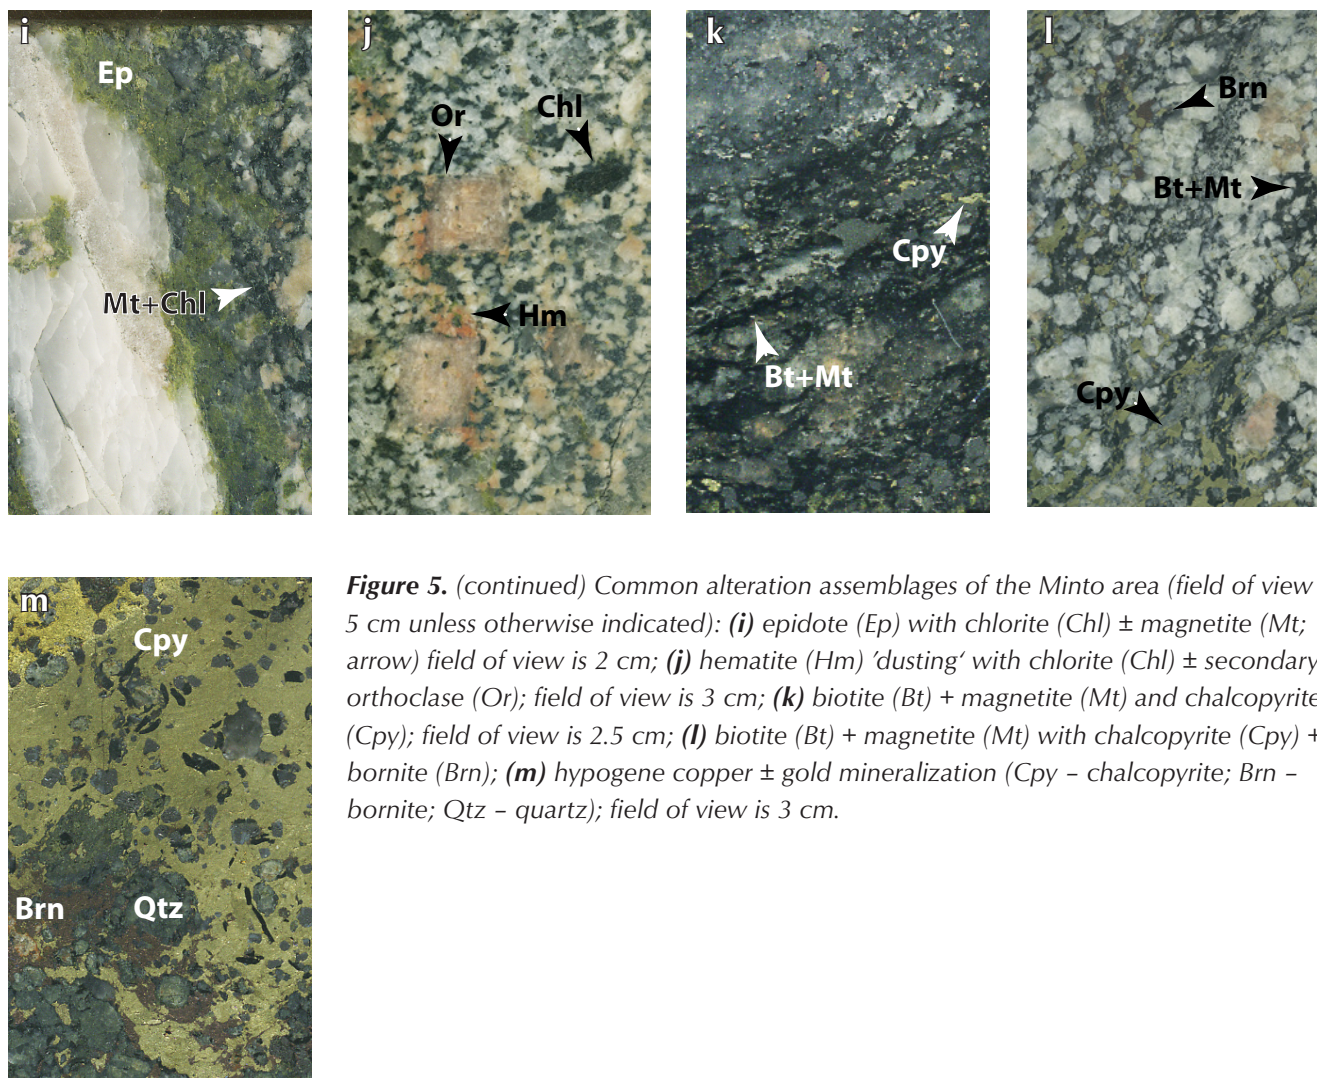 i
Ep
Mt+Chl
j
Or
Chl
Hm
k
Cpy
Bt+Mt
l
Brn
Bt+Mt
Cpy
m
Cpy
Brn
Qtz
Figure 5. (continued) Common alteration assemblages of the Minto area (field of view
5 cm unless otherwise indicated): (i) epidote (Ep) with chlorite (Chl) ± magnetite (Mt;
arrow) field of view is 2 cm; (j) hematite (Hm) ’dusting‘ with chlorite (Chl) ± secondary
orthoclase (Or); field of view is 3 cm; (k) biotite (Bt) + magnetite (Mt) and chalcopyrite
(Cpy); field of view is 2.5 cm; (l) biotite (Bt) + magnetite (Mt) with chalcopyrite (Cpy) +
bornite (Brn); (m) hypogene copper ± gold mineralization (Cpy – chalcopyrite; Brn –
bornite; Qtz – quartz); field of view is 3 cm.